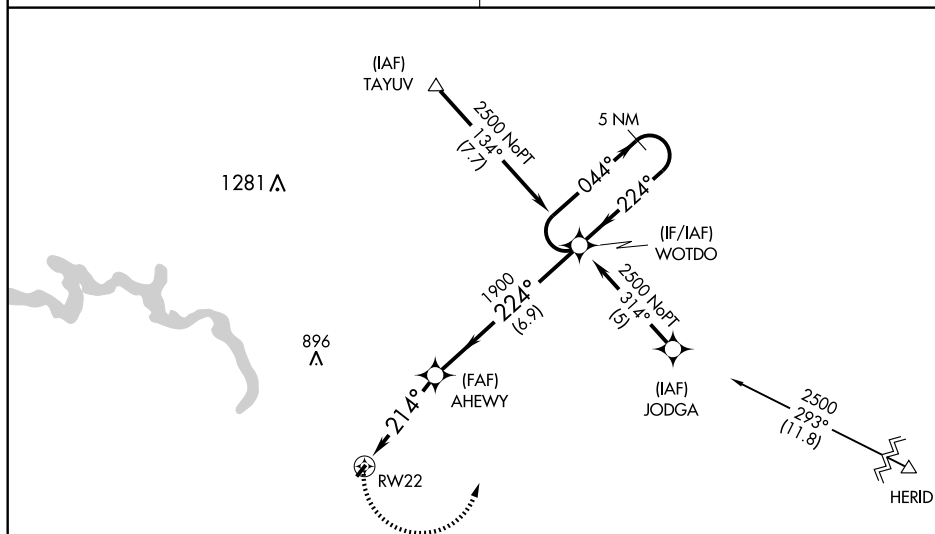 (IAF)
TAYUV
2500 NoPT
134°
(7.7)
5 NM
044°
224°
1281
(IF/IAF)
WOTDO
1900
224°
(6.9)
2500 NoPT
314°
(5)
896
(FAF)
AHEWY
(IAF)
JODGA
214°
2500
293°
(11.8)
RW22
HERID